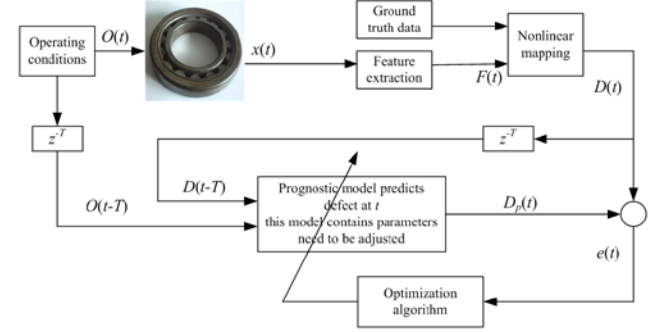 Operating
conditions
O(t)
x(t)
Ground
truth data
Feature
extraction
F(t)
Nonlinear
mapping
D(t)
z^-T
z^-T
D(t-T)
O(t-T)
Prognostic model predicts
defect at t
this model contains parameters
need to be adjusted
D_p(t)
e(t)
Optimization
algorithm